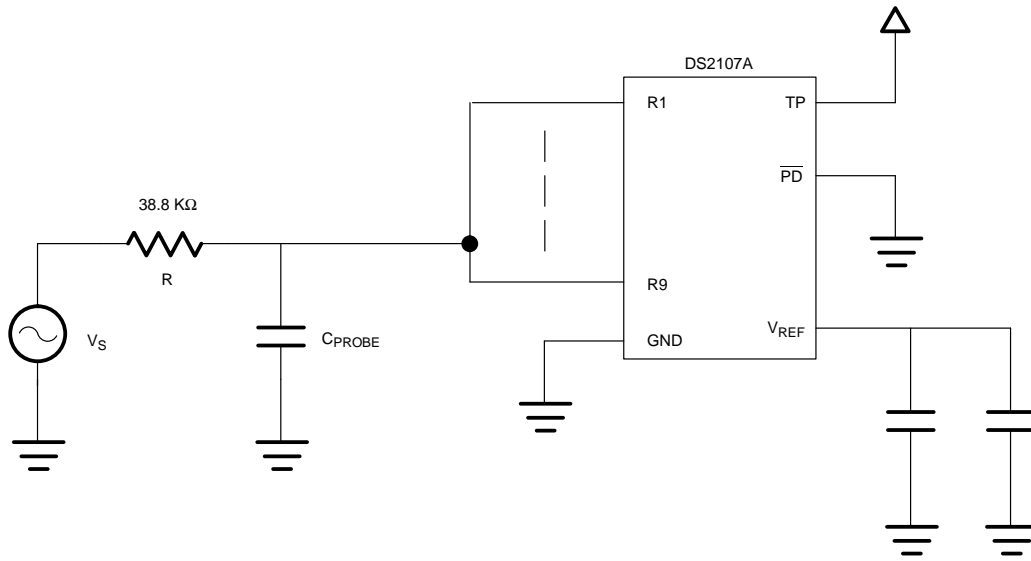 DS2107A
R1
TP
PD
38.8 KΩ
R
R9
VREF
VS
CPROBE
GND